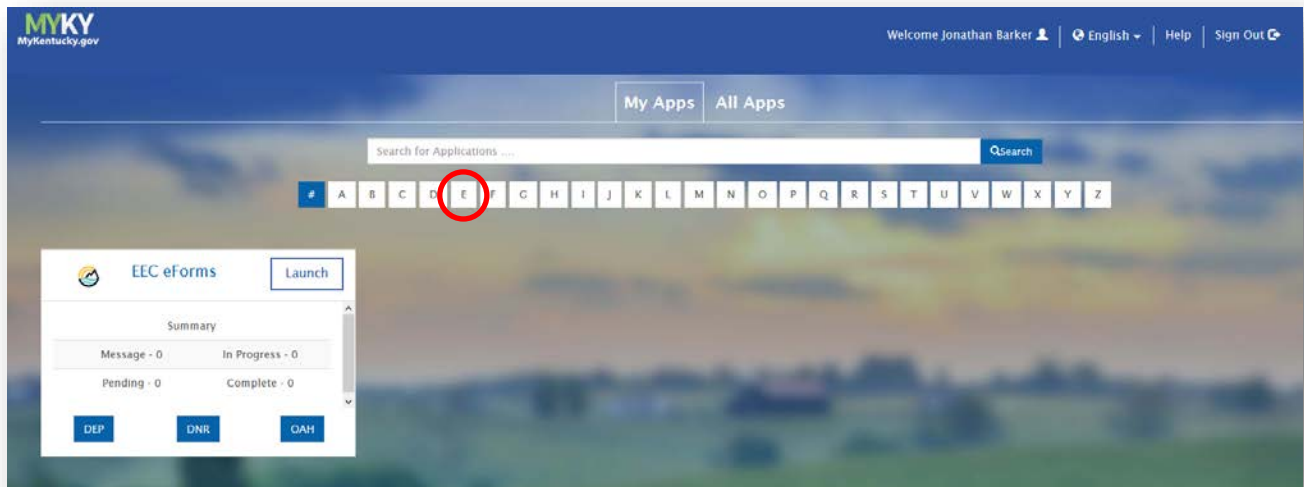 MYKY
MyKentucky.gov
Welcome Jonathan Barker English Help Sign Out
My Apps All Apps
Search for Applications ....
Search
# A B C D E F G H I J K L M N O P Q R S T U V W X Y Z
EEC eForms Launch
Summary
Message - 0 In Progress - 0
Pending - 0 Complete - 0
DEP DNR OAH